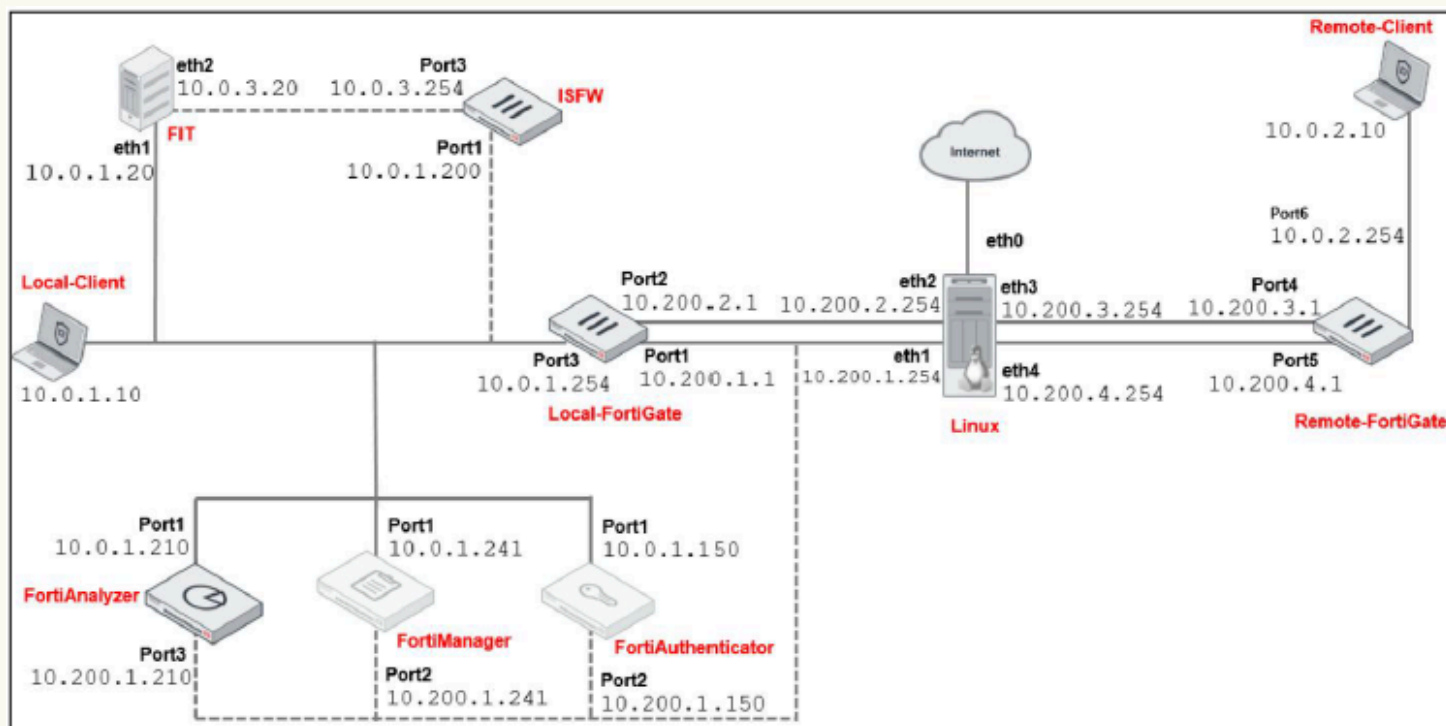 Remote-Client
eth2
10.0.3.20
Port3
10.0.3.254
ISFW
FIT
eth1
10.0.1.20
Port1
10.0.1.200
Internet
10.0.2.10
Port6
10.0.2.254
eth0
Local-Client
10.0.1.10
Port2
10.200.2.1
eth2
10.200.2.254
eth3
10.200.3.254
Port4
10.200.3.1
Port3
10.0.1.254
Port1
10.200.1.1
eth1
10.200.1.254
eth4
10.200.4.254
Port5
10.200.4.1
Local-FortiGate
Linux
Remote-FortiGate
Port1
10.0.1.210
Port1
10.0.1.241
Port1
10.0.1.150
FortiAnalyzer
FortiManager
FortiAuthenticator
Port3
10.200.1.210
Port2
10.200.1.241
Port2
10.200.1.150